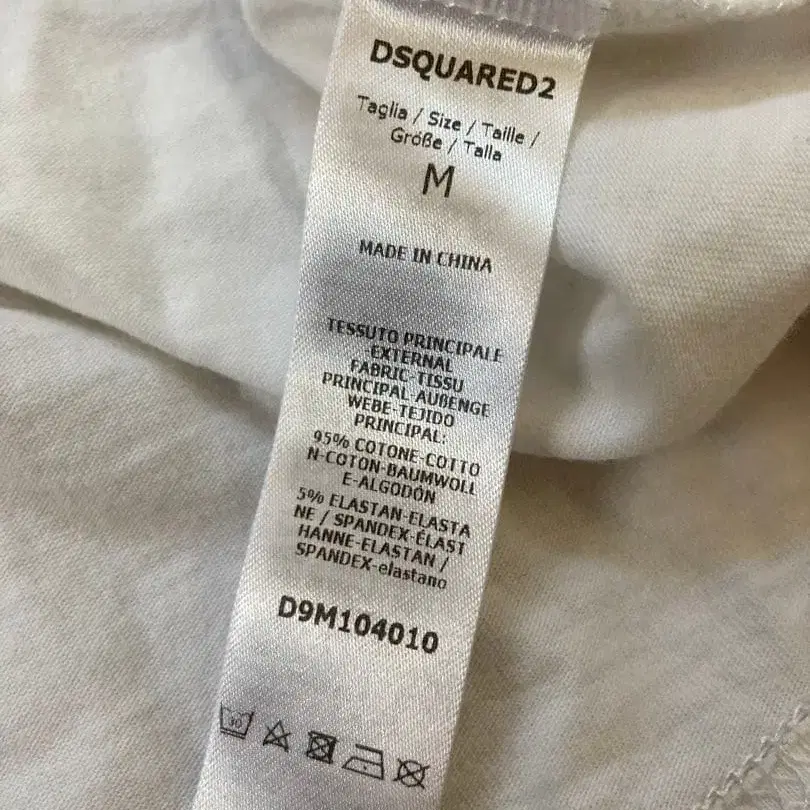 DSQUARED2
Taglia / Size / Taille /
Größe / Talla
M
MADE IN CHINA
TESSUTO PRINCIPALE
EXTERNAL
FABRIC-TISSU
PRINCIPAL AUßENGE
WEBE-TEJIDO
PRINCIPAL:
95% COTONE-COTTO
N-COTON-BAUMWOLL
E-ALGODÓN
5% ELASTAN-ELASTA
NE / SPANDEX-ÉLAST
HANNE-ELASTAN /
SPANDEX-elastano
D9M104010
30